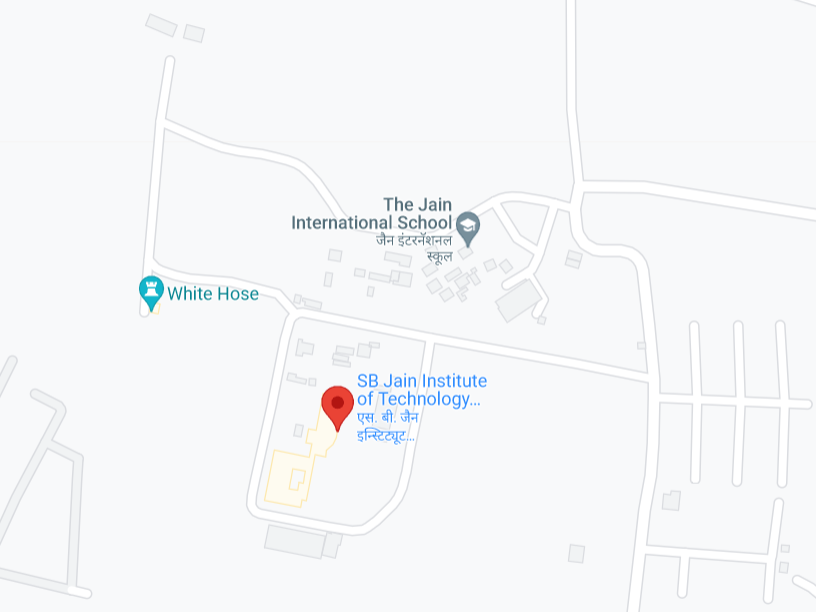 The Jain
International School
जैन इंटरनॅशनल
स्कूल
White Hose
SB Jain Institute
of Technology...
एस. बी. जैन
इन्स्टिट्यूट...